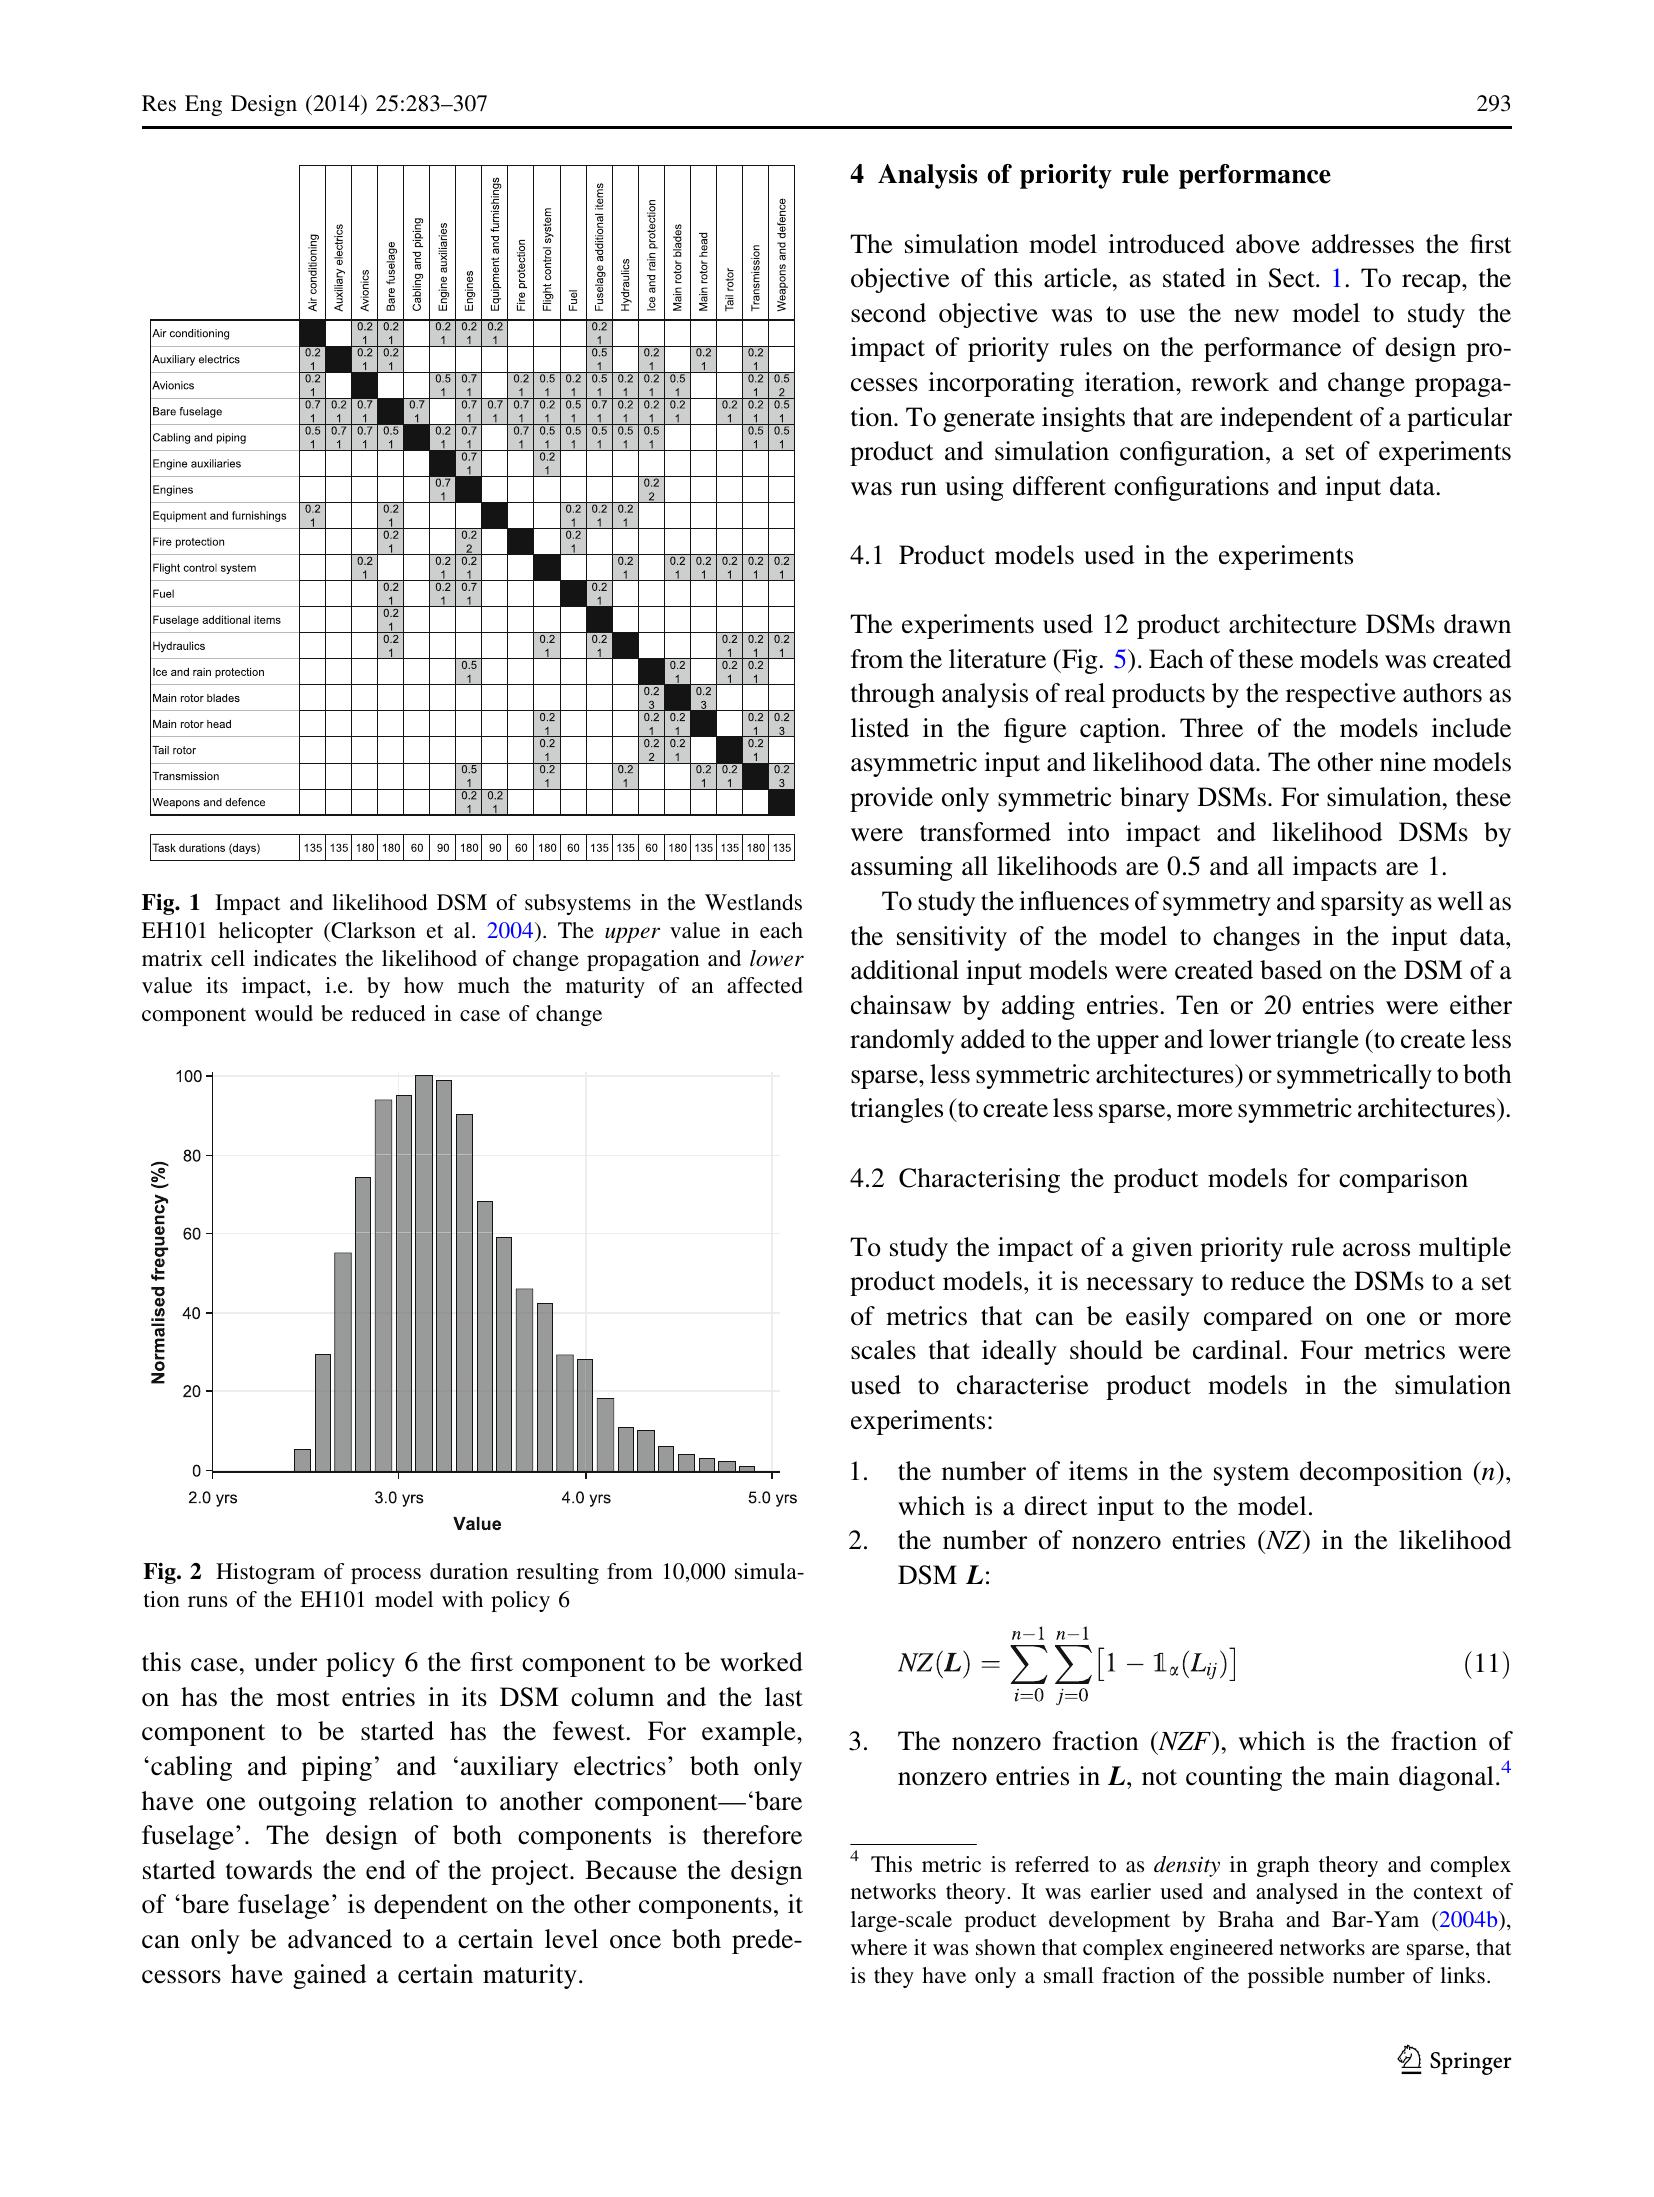 Res Eng Design (2014) 25:283–307
293
Air conditioning
Auxiliary electrics
Avionics
Bare fuselage
Cabling and piping
Engine auxiliaries
Engines
Equipment and furnishings
Fire protection
Flight control system
Fuel
Fuselage additional items
Hydraulics
Ice and rain protection
Main rotor blades
Main rotor head
Tail rotor
Transmission
Weapons and defence
Air conditioning 0.2 0.2 0.2 0.2 0.2 0.2
1 1 1 1 1 1
Auxiliary electrics 0.2 0.2 0.2 0.5 0.2 0.2 0.2
1 1 1 1 1 1 1
Avionics 0.2 0.5 0.7 0.2 0.5 0.2 0.5 0.2 0.2 0.5 0.2 0.5
1 1 1 1 1 1 1 1 1 1 1 2
Bare fuselage 0.7 0.2 0.7 0.7 0.7 0.7 0.7 0.2 0.5 0.7 0.2 0.2 0.2 0.2 0.2 0.5
1 1 1 1 1 1 1 1 1 1 1 1 1 1 1 1
Cabling and piping 0.5 0.7 0.7 0.5 0.2 0.7 0.7 0.5 0.5 0.5 0.5 0.5 0.5 0.5
1 1 1 1 1 1 1 1 1 1 1 1 1 1
Engine auxiliaries 0.7 0.2
1 1
Engines 0.7 0.2
1 2
Equipment and furnishings 0.2 0.2 0.2 0.2 0.2
1 1 1 1 1
Fire protection 0.2 0.2 0.2
1 2 1
Flight control system 0.2 0.2 0.2 0.2 0.2 0.2 0.2 0.2 0.2
1 1 1 1 1 1 1 1 1
Fuel 0.2 0.2 0.7 0.2
1 1 1 1
Fuselage additional items 0.2
1
Hydraulics 0.2 0.2 0.2 0.2 0.2 0.2
1 1 1 1 1 1
Ice and rain protection 0.5 0.2 0.2 0.2
1 1 1 1
Main rotor blades 0.2 0.2
3 3
Main rotor head 0.2 0.2 0.2 0.2 0.2
1 1 1 1 3
Tail rotor 0.2 0.2 0.2 0.2
1 2 1 1
Transmission 0.5 0.2 0.2 0.2 0.2 0.2
1 1 1 1 1 3
Weapons and defence 0.2 0.2
1 1
Task durations (days) 135 135 180 180 60 90 180 90 60 180 60 135 135 60 180 135 135 180 135
Fig. 1 Impact and likelihood DSM of subsystems in the Westlands
EH101 helicopter (Clarkson et al. 2004). The upper value in each
matrix cell indicates the likelihood of change propagation and lower
value its impact, i.e. by how much the maturity of an affected
component would be reduced in case of change
Normalised frequency (%)
100
80
60
40
20
0
2.0 yrs 3.0 yrs 4.0 yrs 5.0 yrs
Value
Fig. 2 Histogram of process duration resulting from 10,000 simula-
tion runs of the EH101 model with policy 6
this case, under policy 6 the first component to be worked
on has the most entries in its DSM column and the last
component to be started has the fewest. For example,
‘cabling and piping’ and ‘auxiliary electrics’ both only
have one outgoing relation to another component—‘bare
fuselage’. The design of both components is therefore
started towards the end of the project. Because the design
of ‘bare fuselage’ is dependent on the other components, it
can only be advanced to a certain level once both prede-
cessors have gained a certain maturity.
4 Analysis of priority rule performance
The simulation model introduced above addresses the first
objective of this article, as stated in Sect. 1. To recap, the
second objective was to use the new model to study the
impact of priority rules on the performance of design pro-
cesses incorporating iteration, rework and change propaga-
tion. To generate insights that are independent of a particular
product and simulation configuration, a set of experiments
was run using different configurations and input data.
4.1 Product models used in the experiments
The experiments used 12 product architecture DSMs drawn
from the literature (Fig. 5). Each of these models was created
through analysis of real products by the respective authors as
listed in the figure caption. Three of the models include
asymmetric input and likelihood data. The other nine models
provide only symmetric binary DSMs. For simulation, these
were transformed into impact and likelihood DSMs by
assuming all likelihoods are 0.5 and all impacts are 1.
To study the influences of symmetry and sparsity as well as
the sensitivity of the model to changes in the input data,
additional input models were created based on the DSM of a
chainsaw by adding entries. Ten or 20 entries were either
randomly added to the upper and lower triangle (to create less
sparse, less symmetric architectures) or symmetrically to both
triangles (to create less sparse, more symmetric architectures).
4.2 Characterising the product models for comparison
To study the impact of a given priority rule across multiple
product models, it is necessary to reduce the DSMs to a set
of metrics that can be easily compared on one or more
scales that ideally should be cardinal. Four metrics were
used to characterise product models in the simulation
experiments:
1. the number of items in the system decomposition (n),
which is a direct input to the model.
2. the number of nonzero entries (NZ) in the likelihood
DSM L:
NZ(L) = ∑_{i=0}^{n−1} ∑_{j=0}^{n−1} [1 − 𝟙_α(L_ij)] (11)
3. The nonzero fraction (NZF), which is the fraction of
nonzero entries in L, not counting the main diagonal.4
4 This metric is referred to as density in graph theory and complex
networks theory. It was earlier used and analysed in the context of
large-scale product development by Braha and Bar-Yam (2004b),
where it was shown that complex engineered networks are sparse, that
is they have only a small fraction of the possible number of links.
Springer